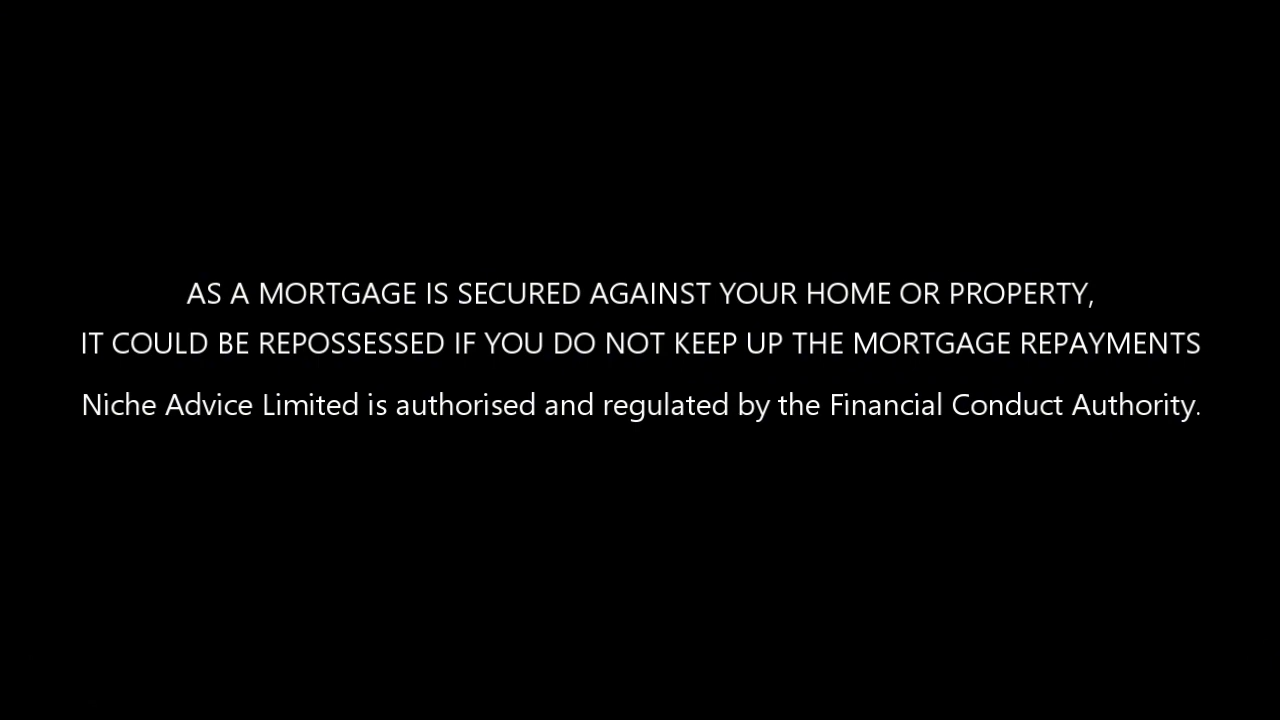 AS A MORTGAGE IS SECURED AGAINST YOUR HOME OR PROPERTY,
IT COULD BE REPOSSESSED IF YOU DO NOT KEEP UP THE MORTGAGE REPAYMENTS
Niche Advice Limited is authorised and regulated by the Financial Conduct Authority.